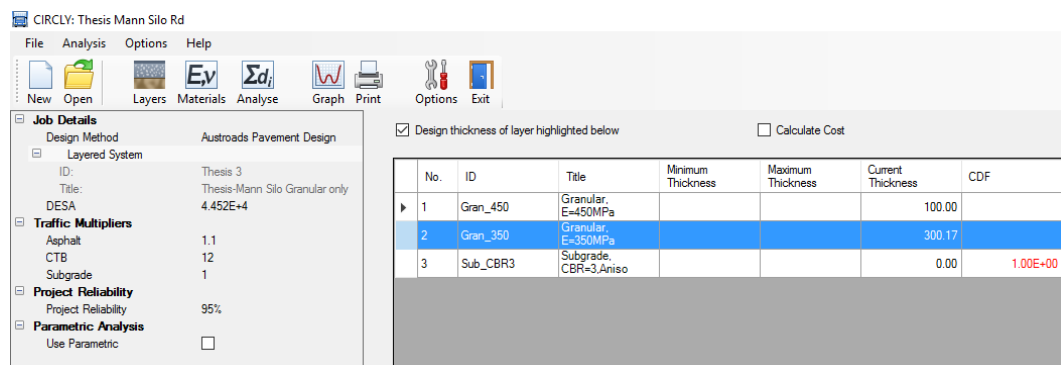 CIRCLY: Thesis Mann Silo Rd
File Analysis Options Help
E,v Σdi
New Open Layers Materials Analyse Graph Print Options Exit
Job Details
Design Method Austroads Pavement Design
Layered System
ID: Thesis 3
Title: Thesis-Mann Silo Granular only
DESA 4.452E+4
Traffic Multipliers
Asphalt 1.1
CTB 12
Subgrade 1
Project Reliability
Project Reliability 95%
Parametric Analysis
Use Parametric
Design thickness of layer highlighted below Calculate Cost
No. ID Title Minimum Thickness Maximum Thickness Current Thickness CDF
1 Gran_450 Granular, E=450MPa 100.00
2 Gran_350 Granular, E=350MPa 300.17
3 Sub_CBR3 Subgrade, CBR=3,Aniso 0.00 1.00E+00